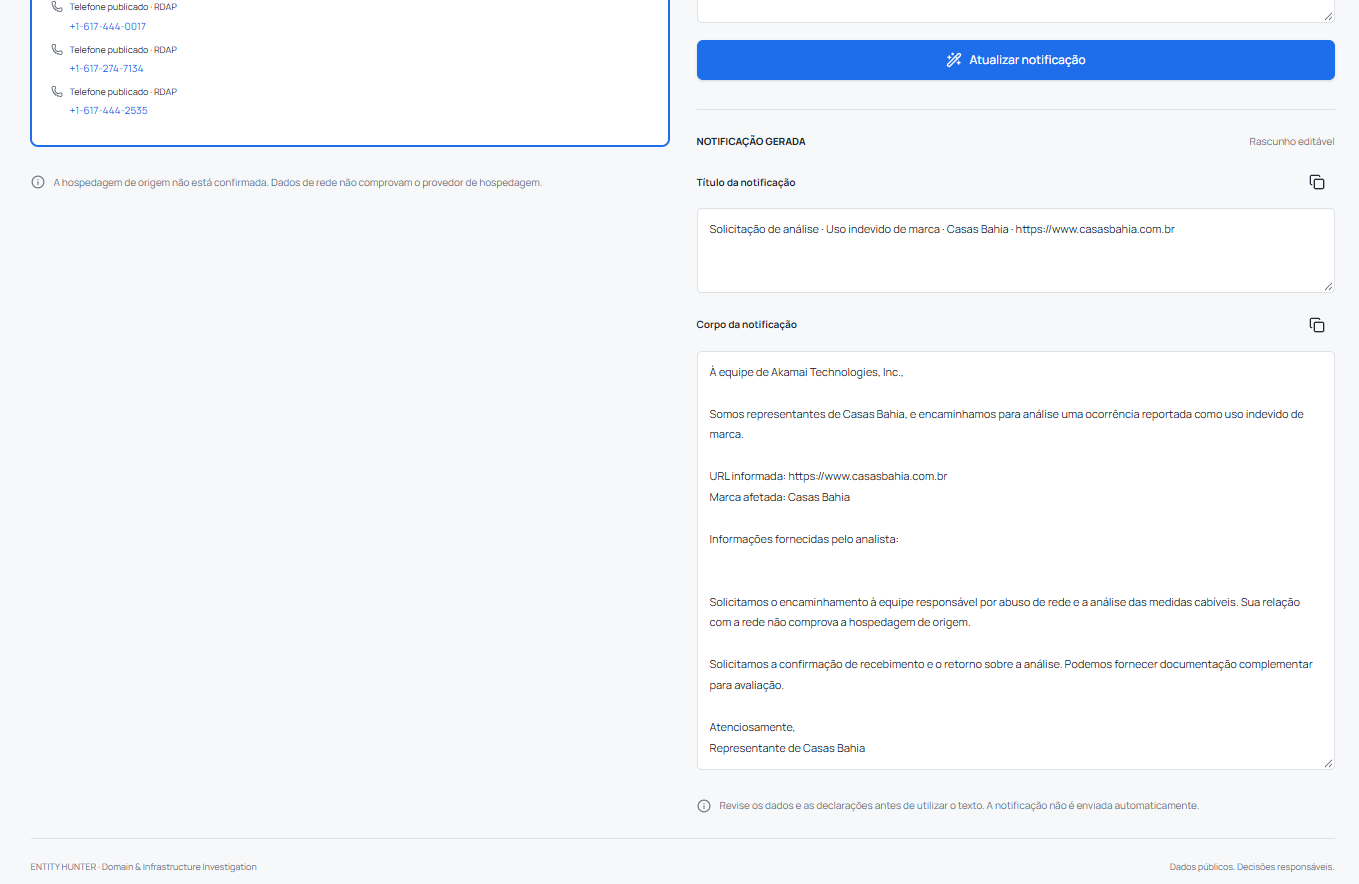 Telefone publicado · RDAP
+1-617-444-0017
Telefone publicado · RDAP
+1-617-274-7134
Telefone publicado · RDAP
+1-617-444-2535
A hospedagem de origem não está confirmada. Dados de rede não comprovam o provedor de hospedagem.
Atualizar notificação
NOTIFICAÇÃO GERADA
Rascunho editável
Título da notificação
Solicitação de análise · Uso indevido de marca · Casas Bahia · https://www.casasbahia.com.br
Corpo da notificação
À equipe de Akamai Technologies, Inc.,
Somos representantes de Casas Bahia, e encaminhamos para análise uma ocorrência reportada como uso indevido de
marca.
URL informada: https://www.casasbahia.com.br
Marca afetada: Casas Bahia
Informações fornecidas pelo analista:
Solicitamos o encaminhamento à equipe responsável por abuso de rede e a análise das medidas cabíveis. Sua relação
com a rede não comprova a hospedagem de origem.
Solicitamos a confirmação de recebimento e o retorno sobre a análise. Podemos fornecer documentação complementar
para avaliação.
Atenciosamente,
Representante de Casas Bahia
Revise os dados e as declarações antes de utilizar o texto. A notificação não é enviada automaticamente.
ENTITY HUNTER · Domain & Infrastructure Investigation
Dados públicos. Decisões responsáveis.